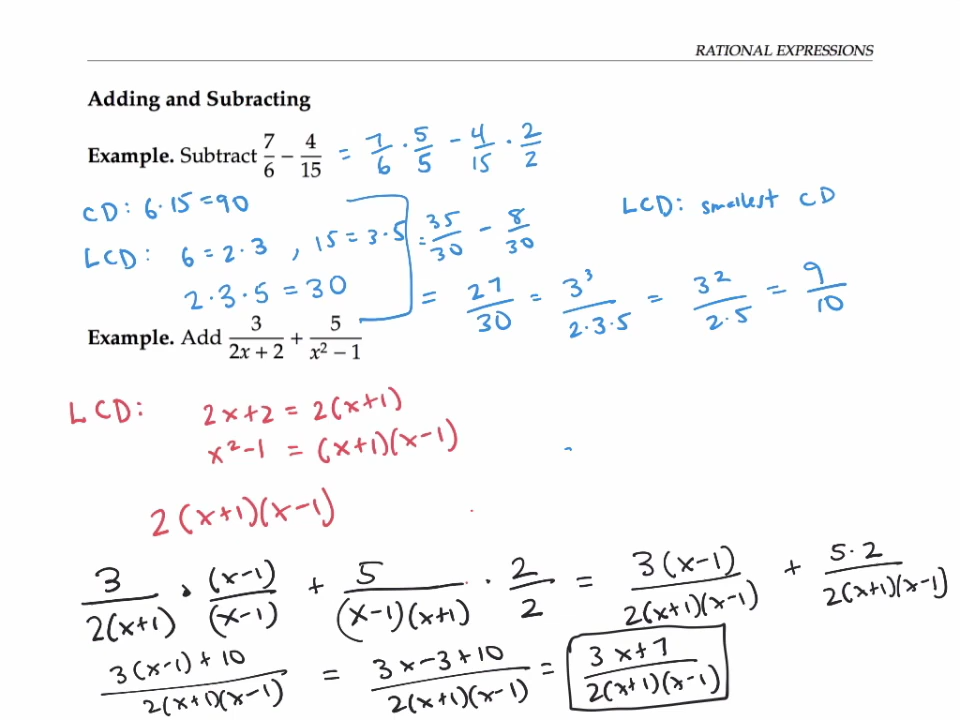 RATIONAL EXPRESSIONS
Adding and Subracting
Example. Subtract 7/6 − 4/15 = 7/6 · 5/5 − 4/15 · 2/2
CD: 6·15 = 90
LCD: smallest CD
LCD: 6 = 2·3 , 15 = 3·5
= 35/30 − 8/30
2·3·5 = 30
= 27/30 = 3³/(2·3·5) = 3²/(2·5) = 9/10
Example. Add 3/(2x + 2) + 5/(x² − 1)
LCD: 2x+2 = 2(x+1)
x²-1 = (x+1)(x-1)
2(x+1)(x-1)
3/(2(x+1)) · (x-1)/(x-1) + 5/((x-1)(x+1)) · 2/2 = 3(x-1)/(2(x+1)(x-1)) + 5·2/(2(x+1)(x-1))
(3(x-1)+10)/(2(x+1)(x-1)) = (3x-3+10)/(2(x+1)(x-1)) = (3x+7)/(2(x+1)(x-1))